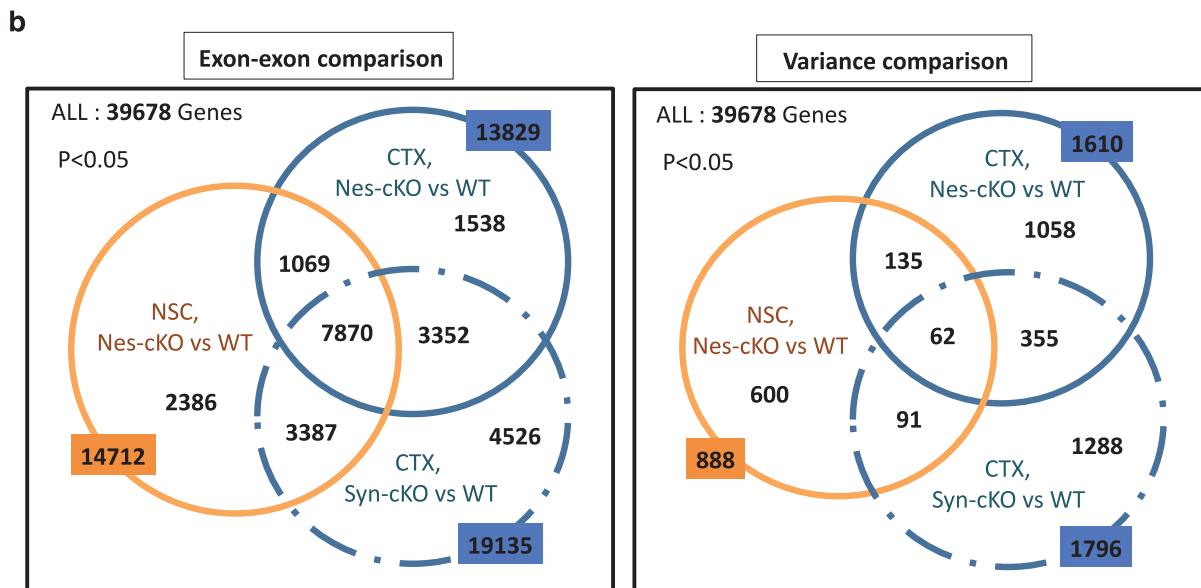 b
Exon-exon comparison
ALL : 39678 Genes
P<0.05
13829
CTX,
Nes-cKO vs WT
1538
1069
NSC,
Nes-cKO vs WT
7870
3352
2386
3387
4526
14712
CTX,
Syn-cKO vs WT
19135
Variance comparison
ALL : 39678 Genes
P<0.05
1610
CTX,
Nes-cKO vs WT
1058
135
NSC,
Nes-cKO vs WT
62
355
600
91
1288
888
CTX,
Syn-cKO vs WT
1796